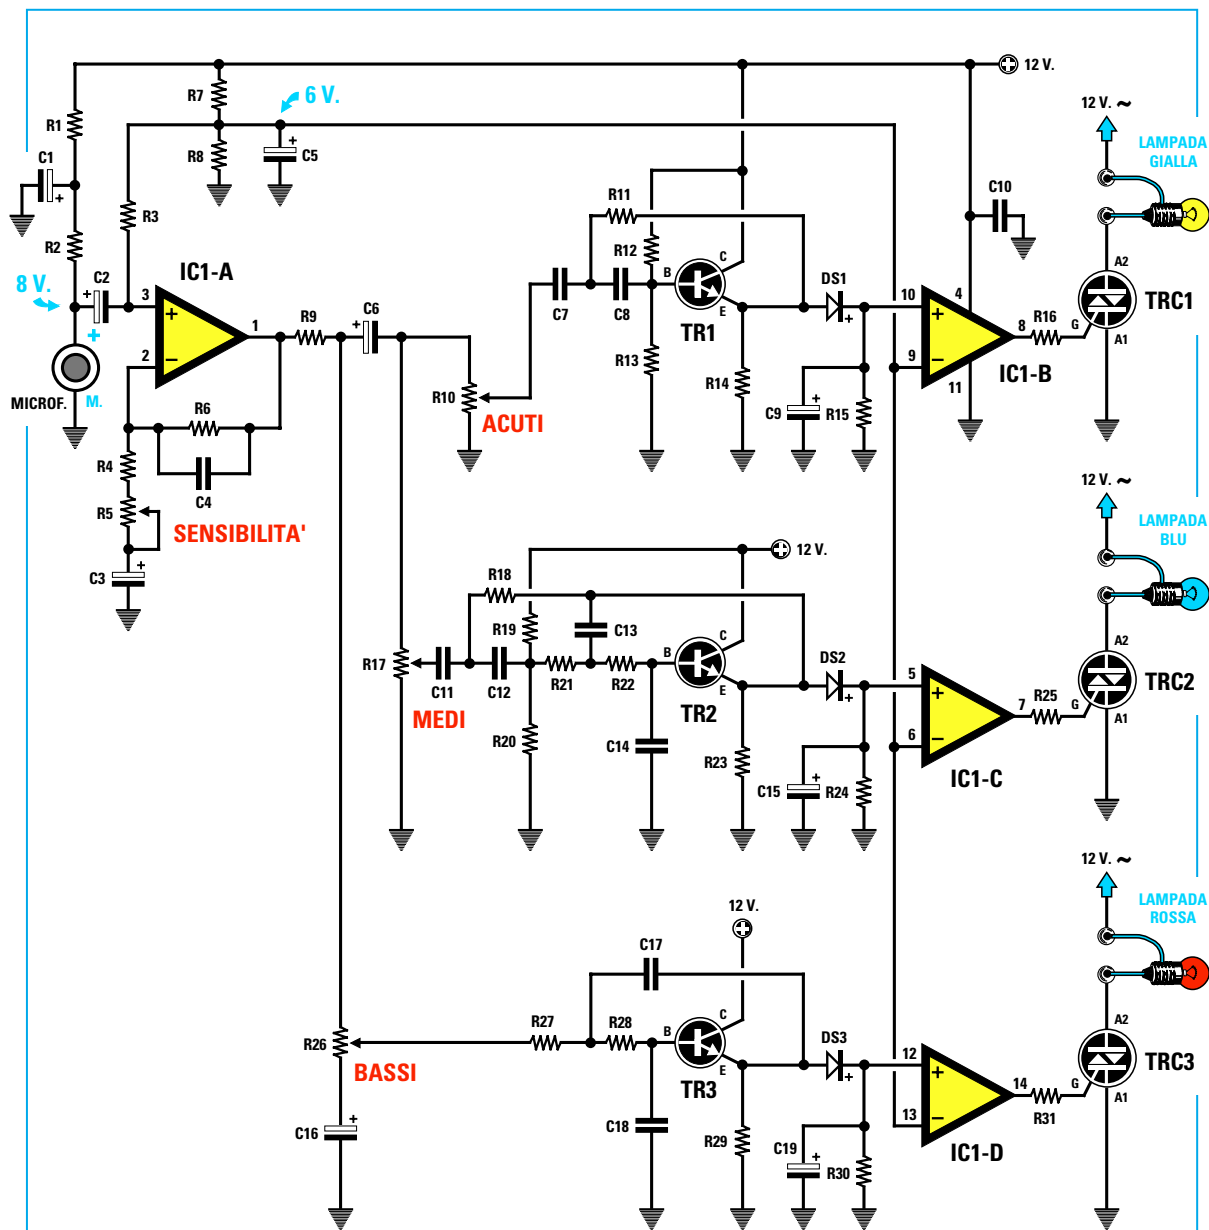 12 V.
R7
6 V.
R1
R8
C5
C1
R3
R2
8 V.
C2
IC1-A
3
1
2
R9
C6
MICROF.
M.
R6
R4
C4
R5
SENSIBILITA'
C3
R10
ACUTI
C7
C8
R11
R12
R13
B
C
E
TR1
R14
DS1
C9
R15
10
9
4
11
8
IC1-B
C10
R16
G
A2
A1
TRC1
12 V. ~
LAMPADA
GIALLA
12 V.
R18
R19
C13
R17
C11
C12
R21
R22
MEDI
R20
C14
B
C
E
TR2
R23
DS2
C15
R24
5
6
7
IC1-C
R25
G
A2
A1
TRC2
12 V. ~
LAMPADA
BLU
12 V.
C17
R26
BASSI
R27
R28
C16
C18
B
C
E
TR3
R29
DS3
C19
R30
12
13
14
IC1-D
R31
G
A2
A1
TRC3
12 V. ~
LAMPADA
ROSSA